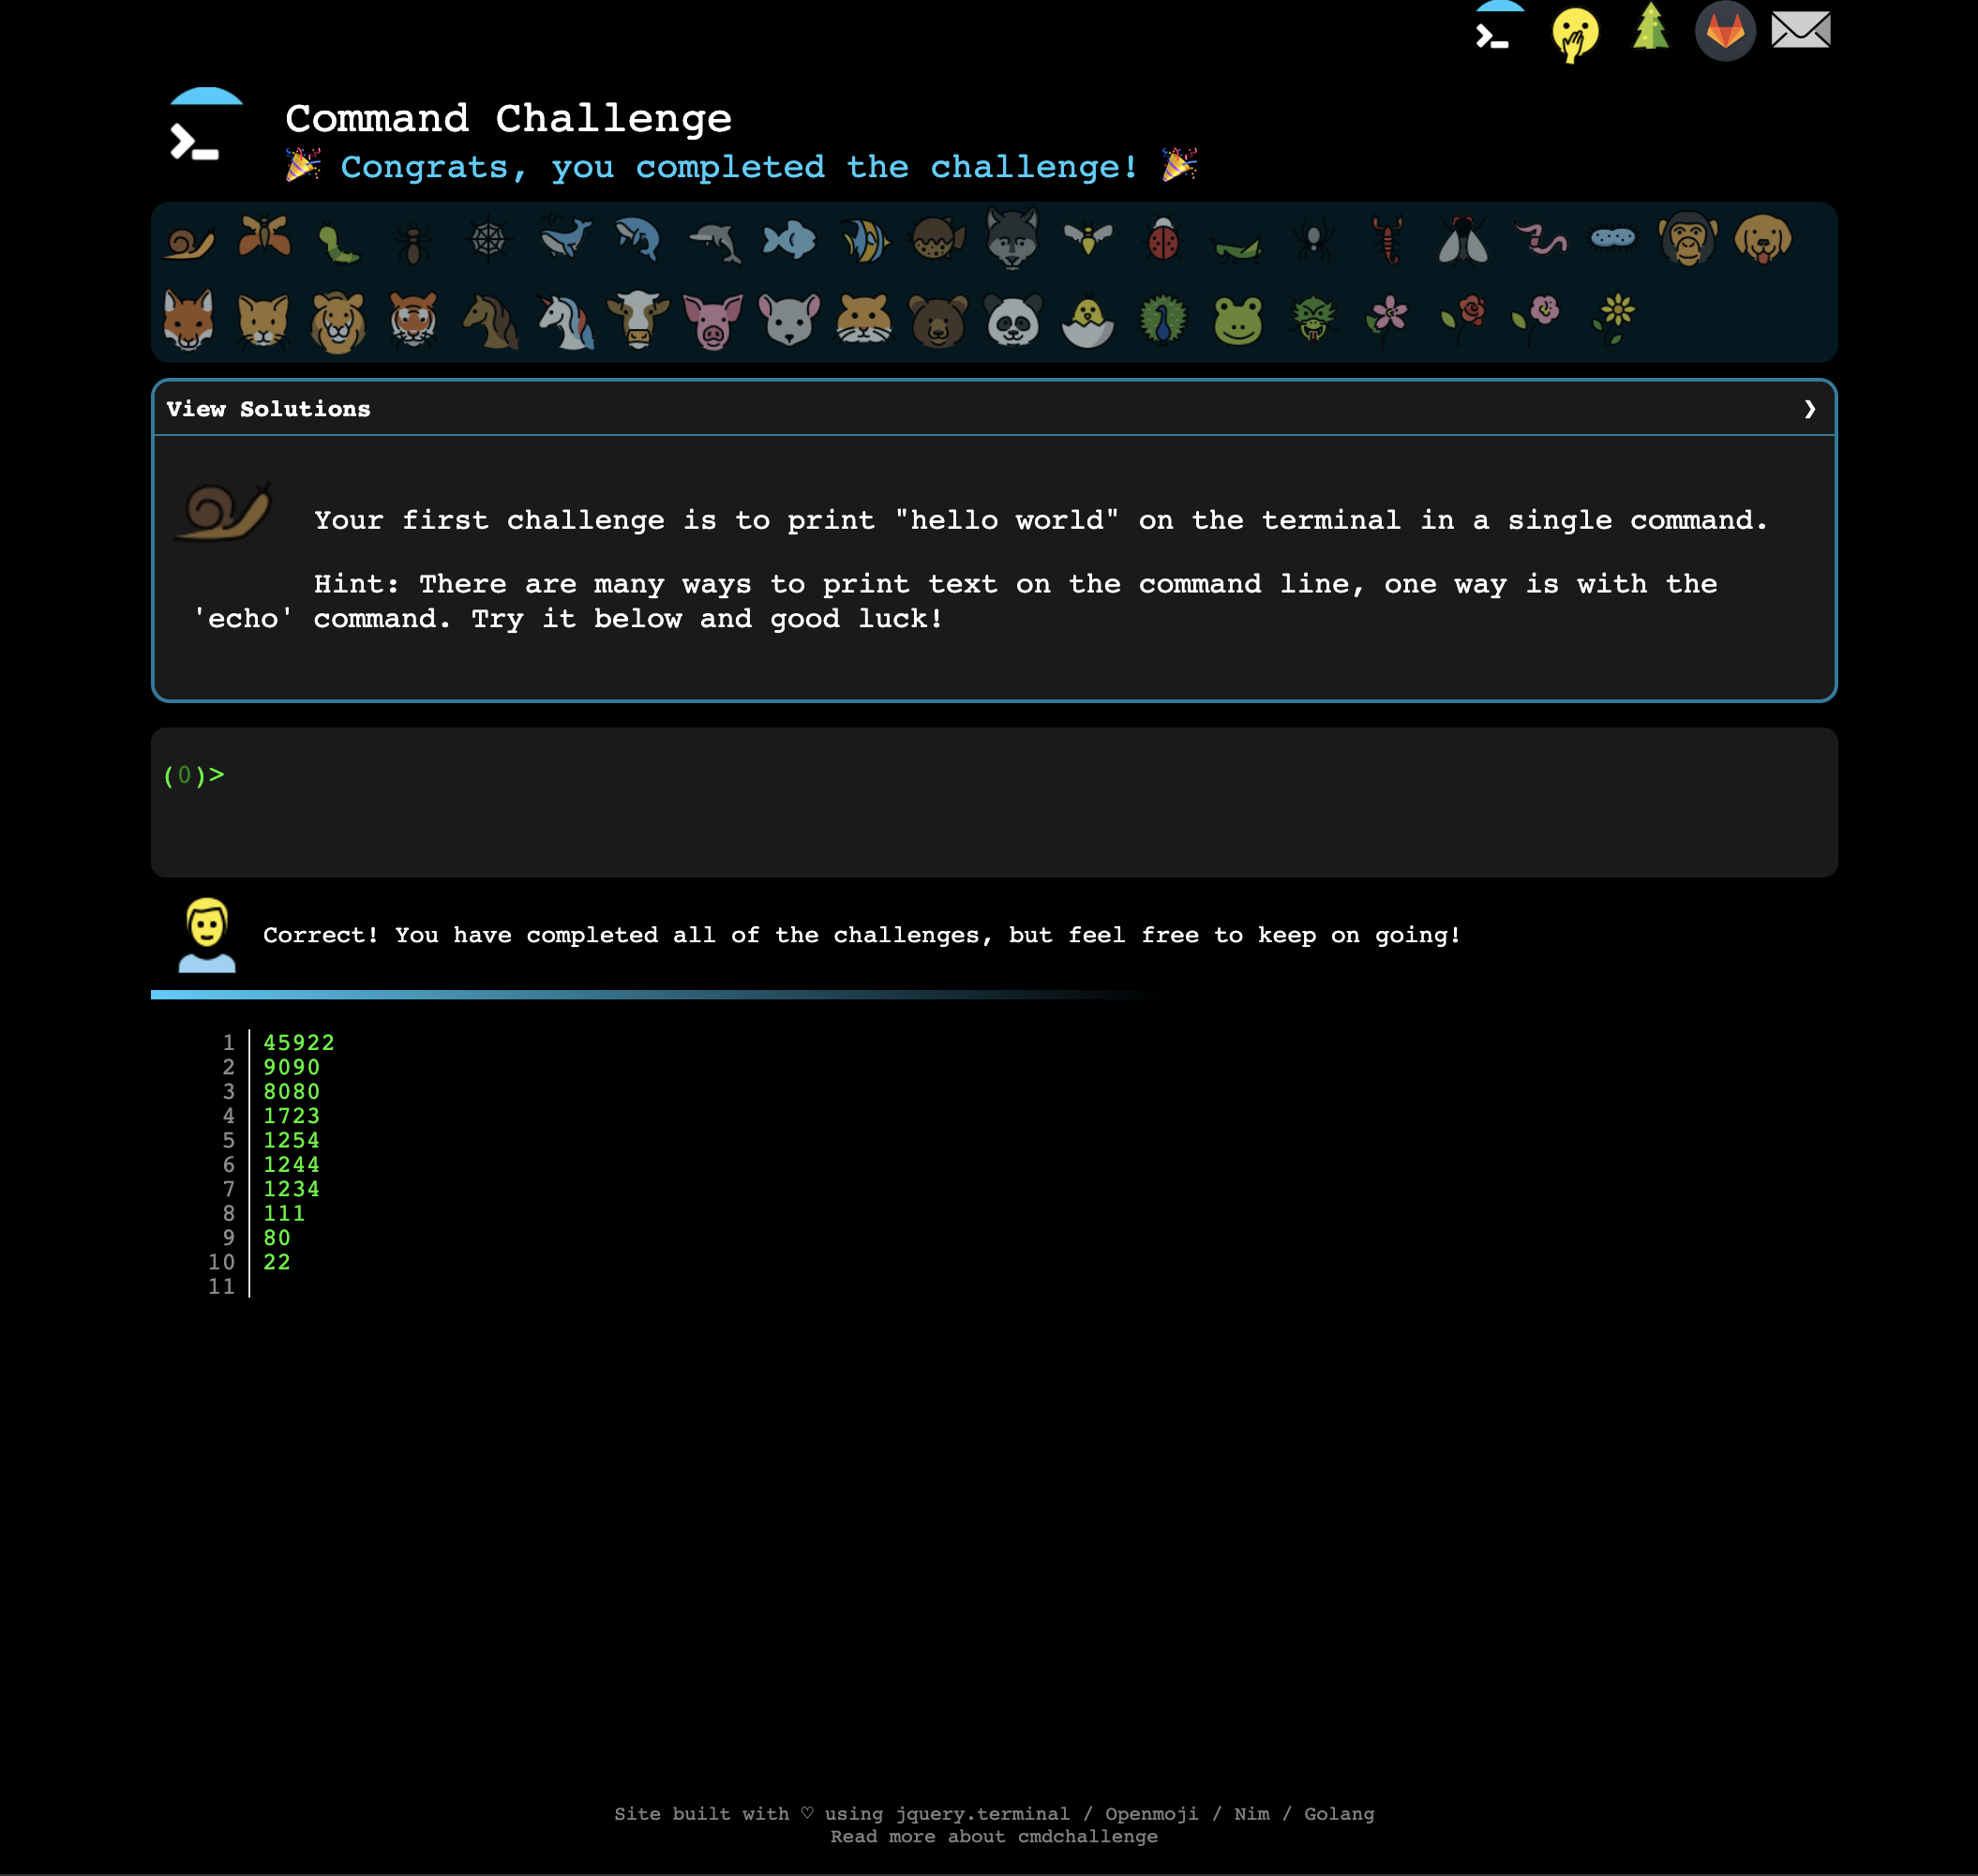 Command Challenge
🎉 Congrats, you completed the challenge! 🎉
View Solutions ❯
Your first challenge is to print "hello world" on the terminal in a single command.
Hint: There are many ways to print text on the command line, one way is with the
'echo' command. Try it below and good luck!
(0)>
Correct! You have completed all of the challenges, but feel free to keep on going!
1 45922
2 9090
3 8080
4 1723
5 1254
6 1244
7 1234
8 111
9 80
10 22
11
Site built with ♡ using jquery.terminal / Openmoji / Nim / Golang
Read more about cmdchallenge